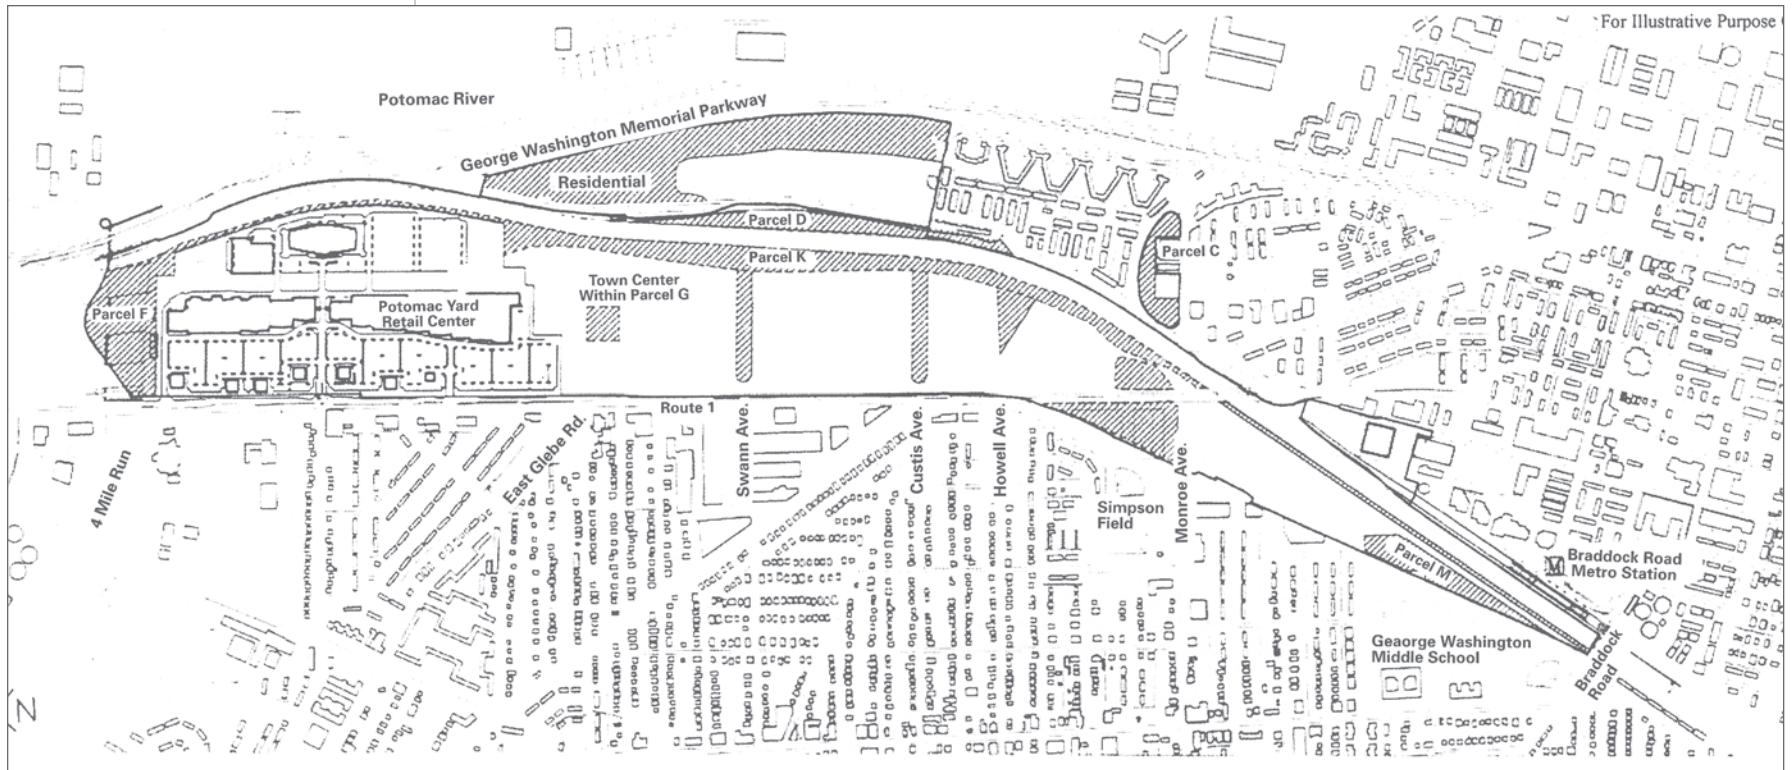 For Illustrative Purpose
Potomac River
George Washington Memorial Parkway
Residential
Parcel D
Parcel K
Parcel C
Town Center
Within Parcel G
Parcel F
Potomac Yard
Retail Center
Route 1
4 Mile Run
East Glebe Rd.
Swann Ave.
Custis Ave.
Howell Ave.
Monroe Ave.
Simpson
Field
Parcel M
M
Braddock Road
Metro Station
Geaorge Washington
Middle School
Braddock
Road
N